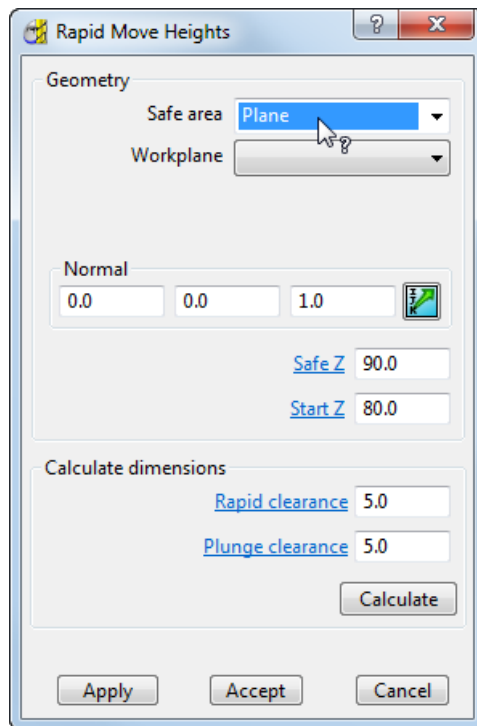 Rapid Move Heights
Geometry
Safe area Plane
Workplane
Normal
0.0 0.0 1.0
Safe Z 90.0
Start Z 80.0
Calculate dimensions
Rapid clearance 5.0
Plunge clearance 5.0
Calculate
Apply Accept Cancel